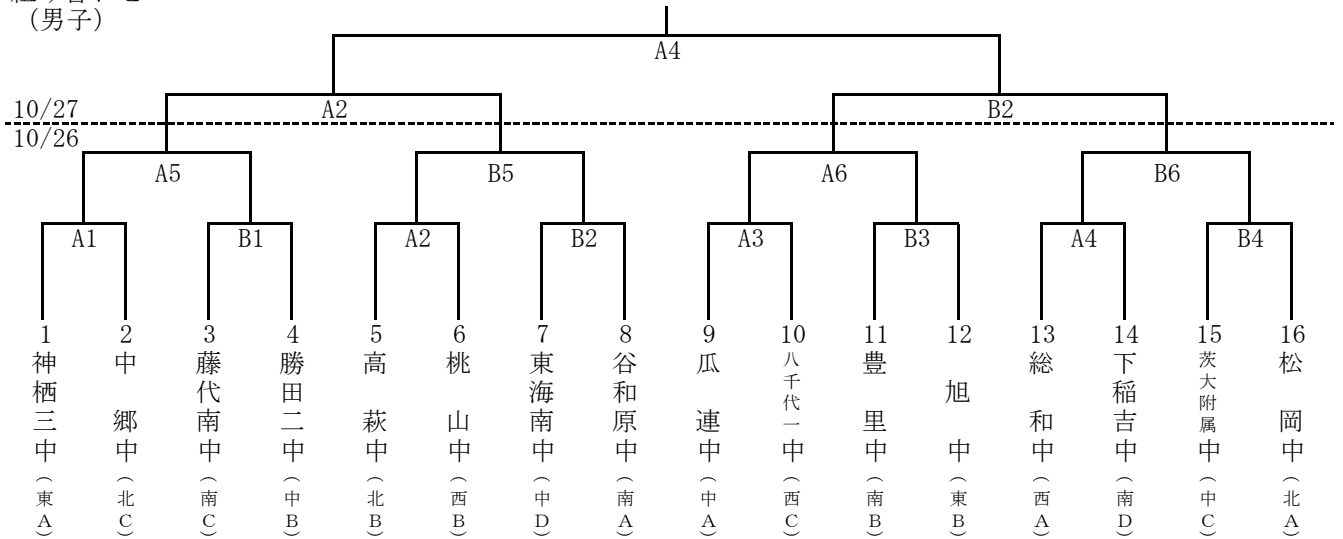 （男子）
A4
10/27
A2
B2
10/26
A5
B5
A6
B6
A1
B1
A2
B2
A3
B3
A4
B4
1
神栖三中
（東A）
2
中郷中
（北C）
3
藤代南中
（南C）
4
勝田二中
（中B）
5
高萩中
（北B）
6
桃山中
（西B）
7
東海南中
（中D）
8
谷和原中
（南A）
9
瓜連中
（中A）
10
八千代一中
（西C）
11
豊里中
（南B）
12
旭中
（東B）
13
総和中
（西A）
14
下稲吉中
（南D）
15
茨大附属中
（中C）
16
松岡中
（北A）